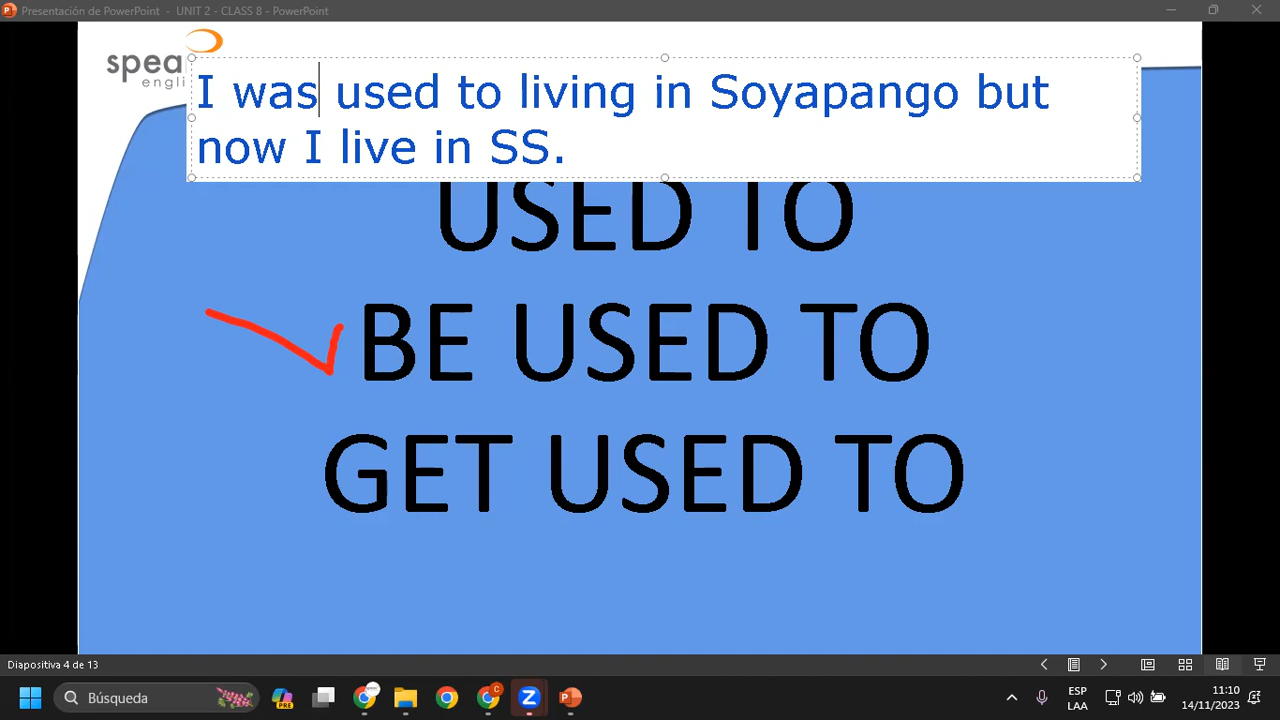 Presentación de PowerPoint - UNIT 2 - CLASS 8 - PowerPoint
spea
engli
I was used to living in Soyapango but
now I live in SS.
USED TO
BE USED TO
GET USED TO
Diapositiva 4 de 13
Búsqueda
PRE
C
Z
ESP
LAA
11:10
14/11/2023